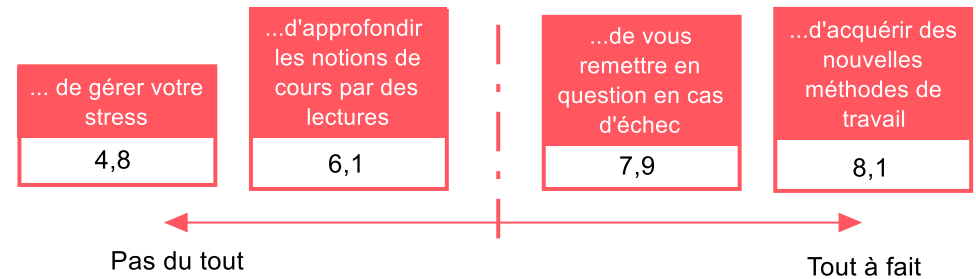 ... de gérer votre
stress
4,8
...d'approfondir
les notions de
cours par des
lectures
6,1
...de vous
remettre en
question en cas
d'échec
7,9
...d'acquérir des
nouvelles
méthodes de
travail
8,1
Pas du tout
Tout à fait